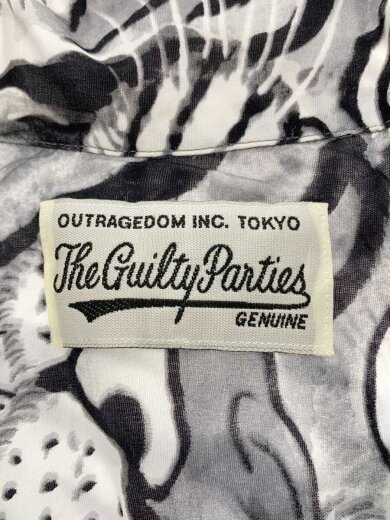 OUTRAGEDOM INC. TOKYO
The Guilty Parties
GENUINE